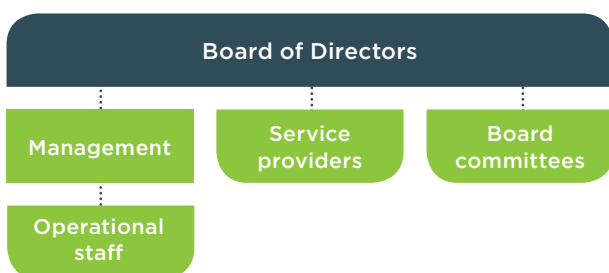 Board of Directors
Management
Service
providers
Board
committees
Operational
staff